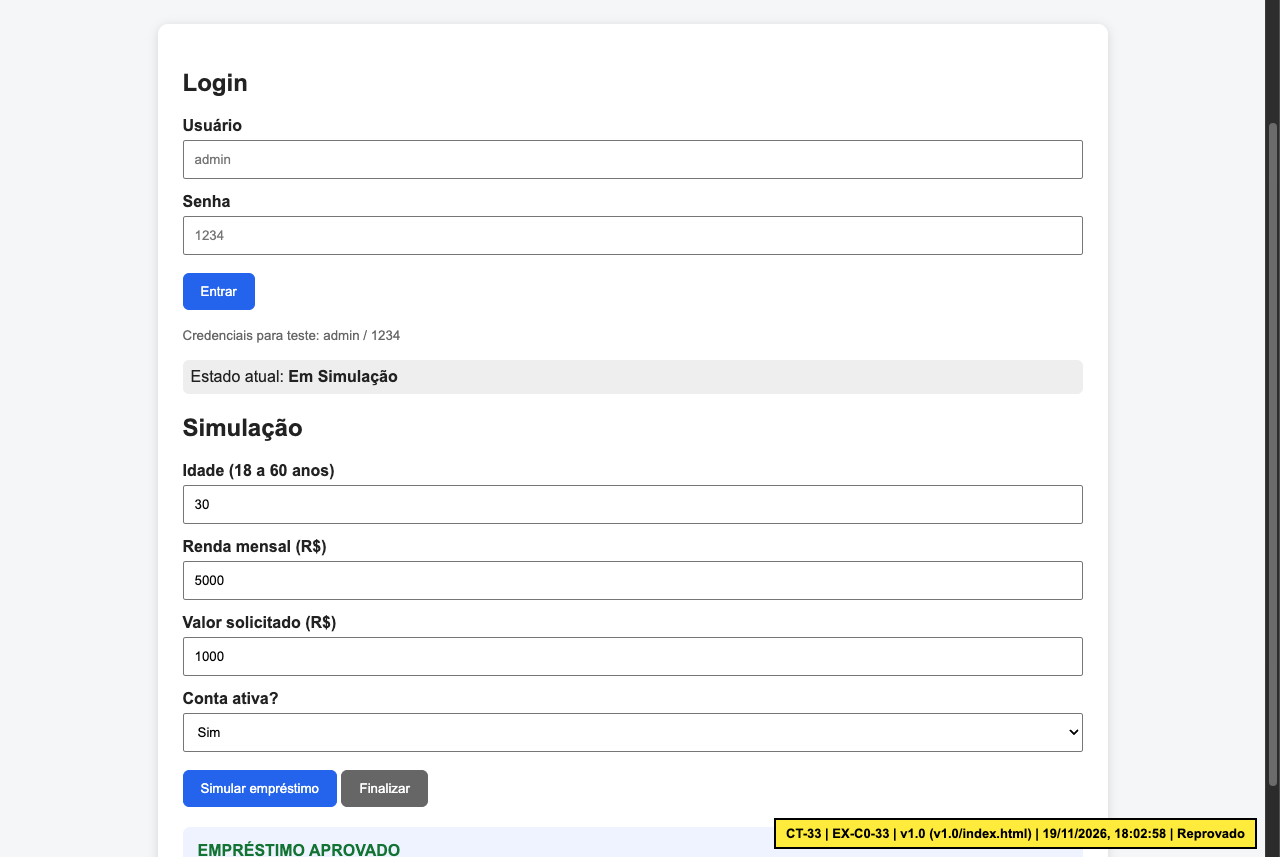 Login
Usuário
admin
Senha
1234
Entrar
Credenciais para teste: admin / 1234
Estado atual: Em Simulação
Simulação
Idade (18 a 60 anos)
30
Renda mensal (R$)
5000
Valor solicitado (R$)
1000
Conta ativa?
Sim
Simular empréstimo Finalizar
EMPRÉSTIMO APROVADO
CT-33 | EX-C0-33 | v1.0 (v1.0/index.html) | 19/11/2026, 18:02:58 | Reprovado